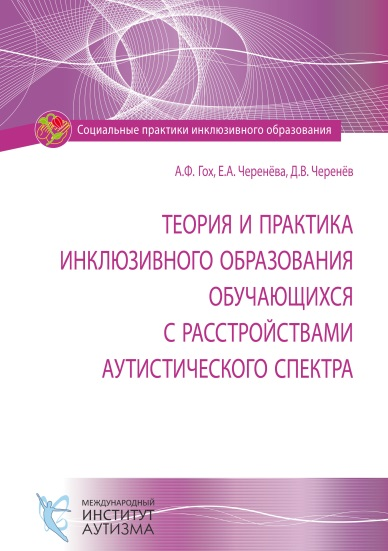 Социальные практики инклюзивного образования
А.Ф. Гох, Е.А. Черенёва, Д.В. Черенёв
ТЕОРИЯ И ПРАКТИКА
ИНКЛЮЗИВНОГО ОБРАЗОВАНИЯ
ОБУЧАЮЩИХСЯ
С РАССТРОЙСТВАМИ
АУТИСТИЧЕСКОГО СПЕКТРА
МЕЖДУНАРОДНЫЙ
ИНСТИТУТ
АУТИЗМА